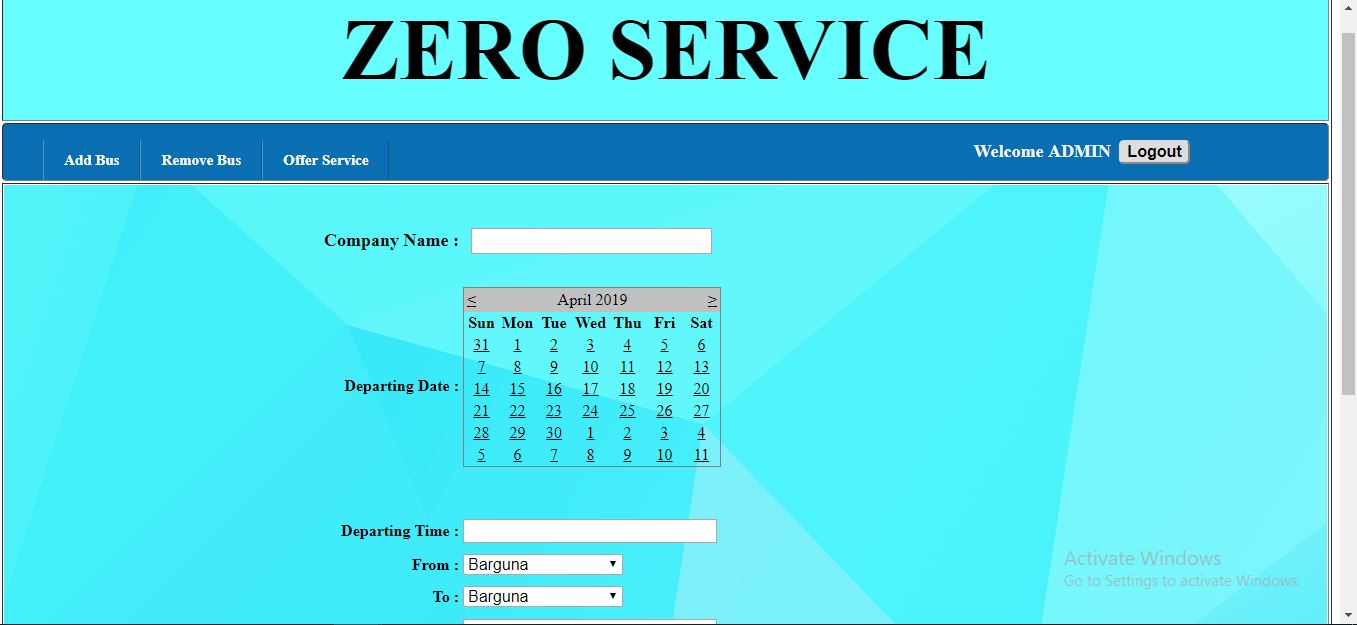 ZERO SERVICE
Add Bus Remove Bus Offer Service Welcome ADMIN Logout
Company Name :
< April 2019 >
Sun Mon Tue Wed Thu Fri Sat
31 1 2 3 4 5 6
7 8 9 10 11 12 13
Departing Date : 14 15 16 17 18 19 20
21 22 23 24 25 26 27
28 29 30 1 2 3 4
5 6 7 8 9 10 11
Departing Time :
From : Barguna
To : Barguna
Activate Windows
Go to Settings to activate Windows.